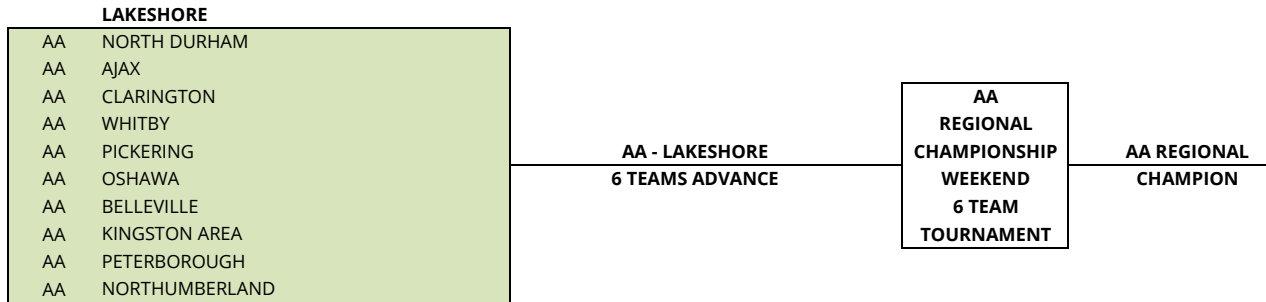 LAKESHORE
AA NORTH DURHAM
AA AJAX
AA CLARINGTON
AA WHITBY
AA PICKERING
AA OSHAWA
AA BELLEVILLE
AA KINGSTON AREA
AA PETERBOROUGH
AA NORTHUMBERLAND
AA - LAKESHORE
6 TEAMS ADVANCE
AA
REGIONAL
CHAMPIONSHIP
WEEKEND
6 TEAM
TOURNAMENT
AA REGIONAL
CHAMPION